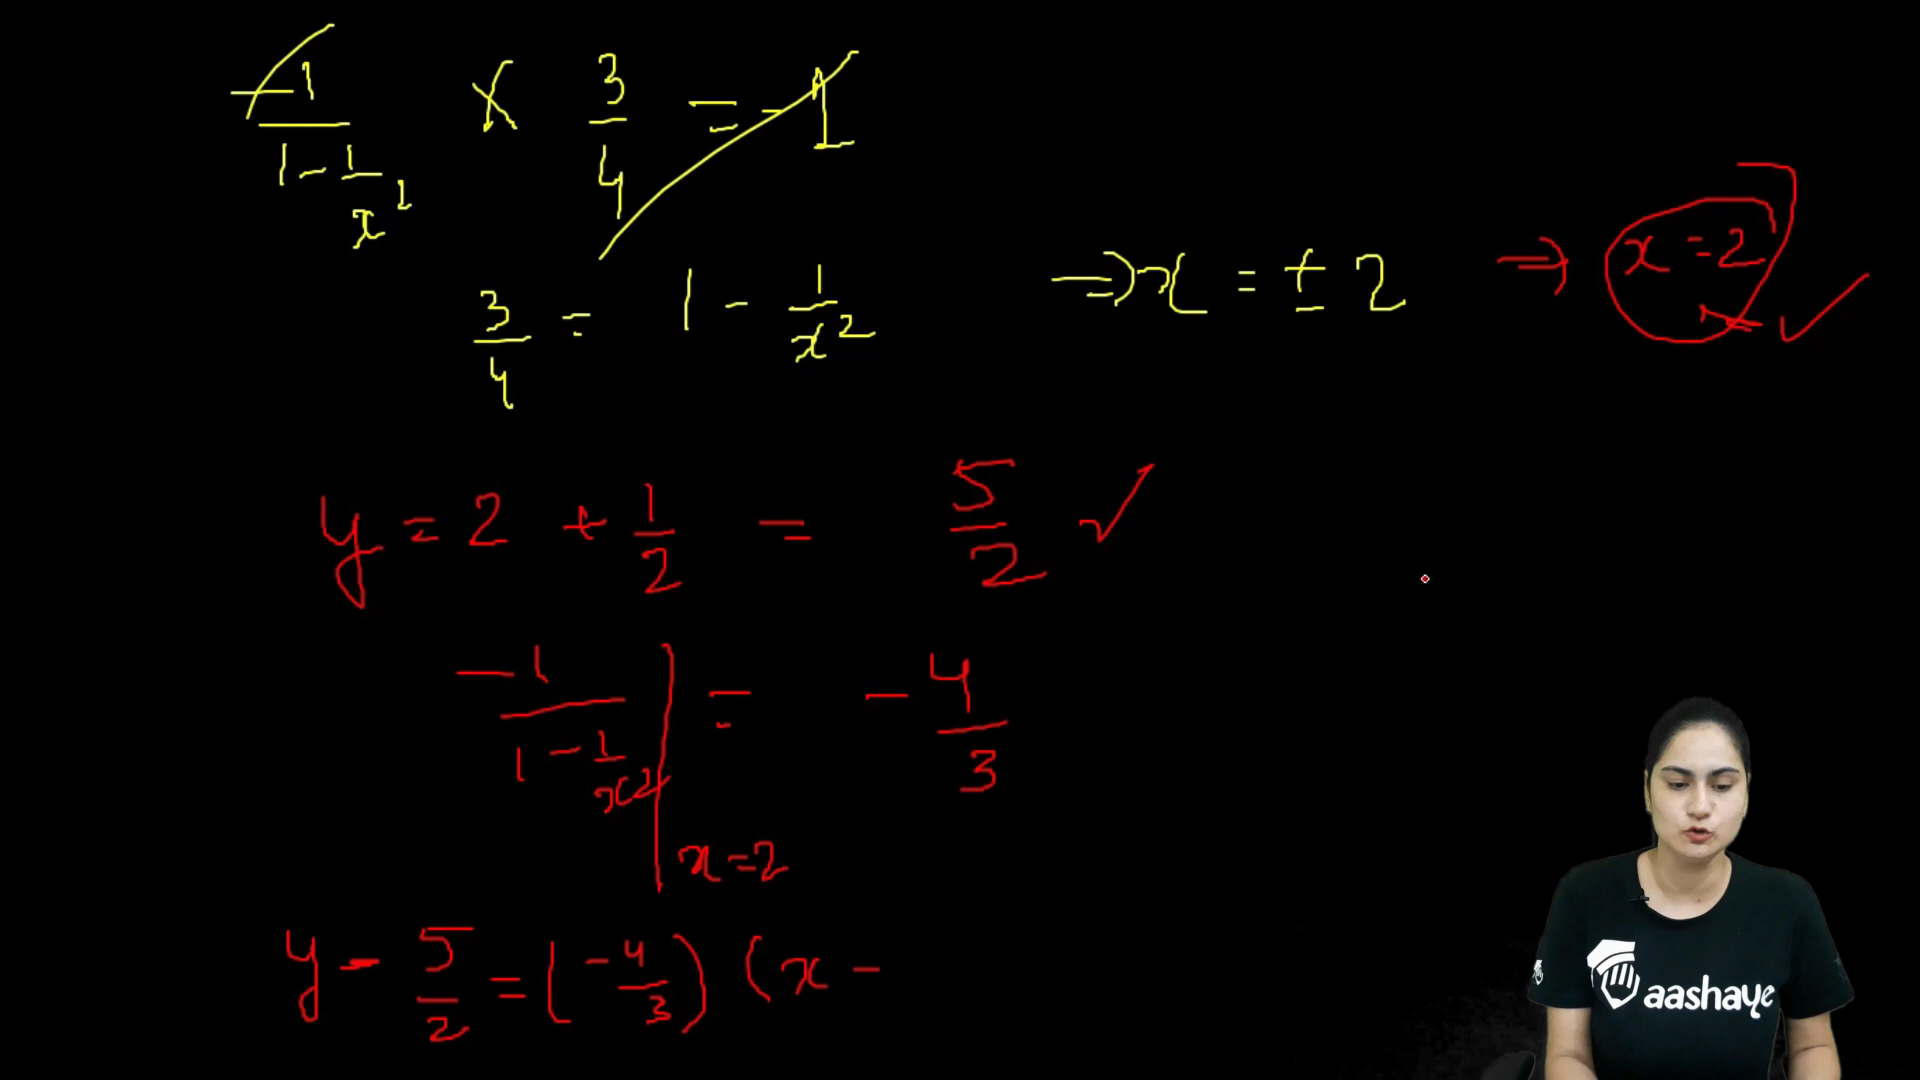 -1/(1 - 1/x²) × 3/4 = -1
3/4 = 1 - 1/x² ⇒ x = ± 2 ⇒ x = 2
y = 2 + 1/2 = 5/2 ✓
-1/(1 - 1/x²) | x = 2 = -4/3
y - 5/2 = (-4/3) (x -
aashaye